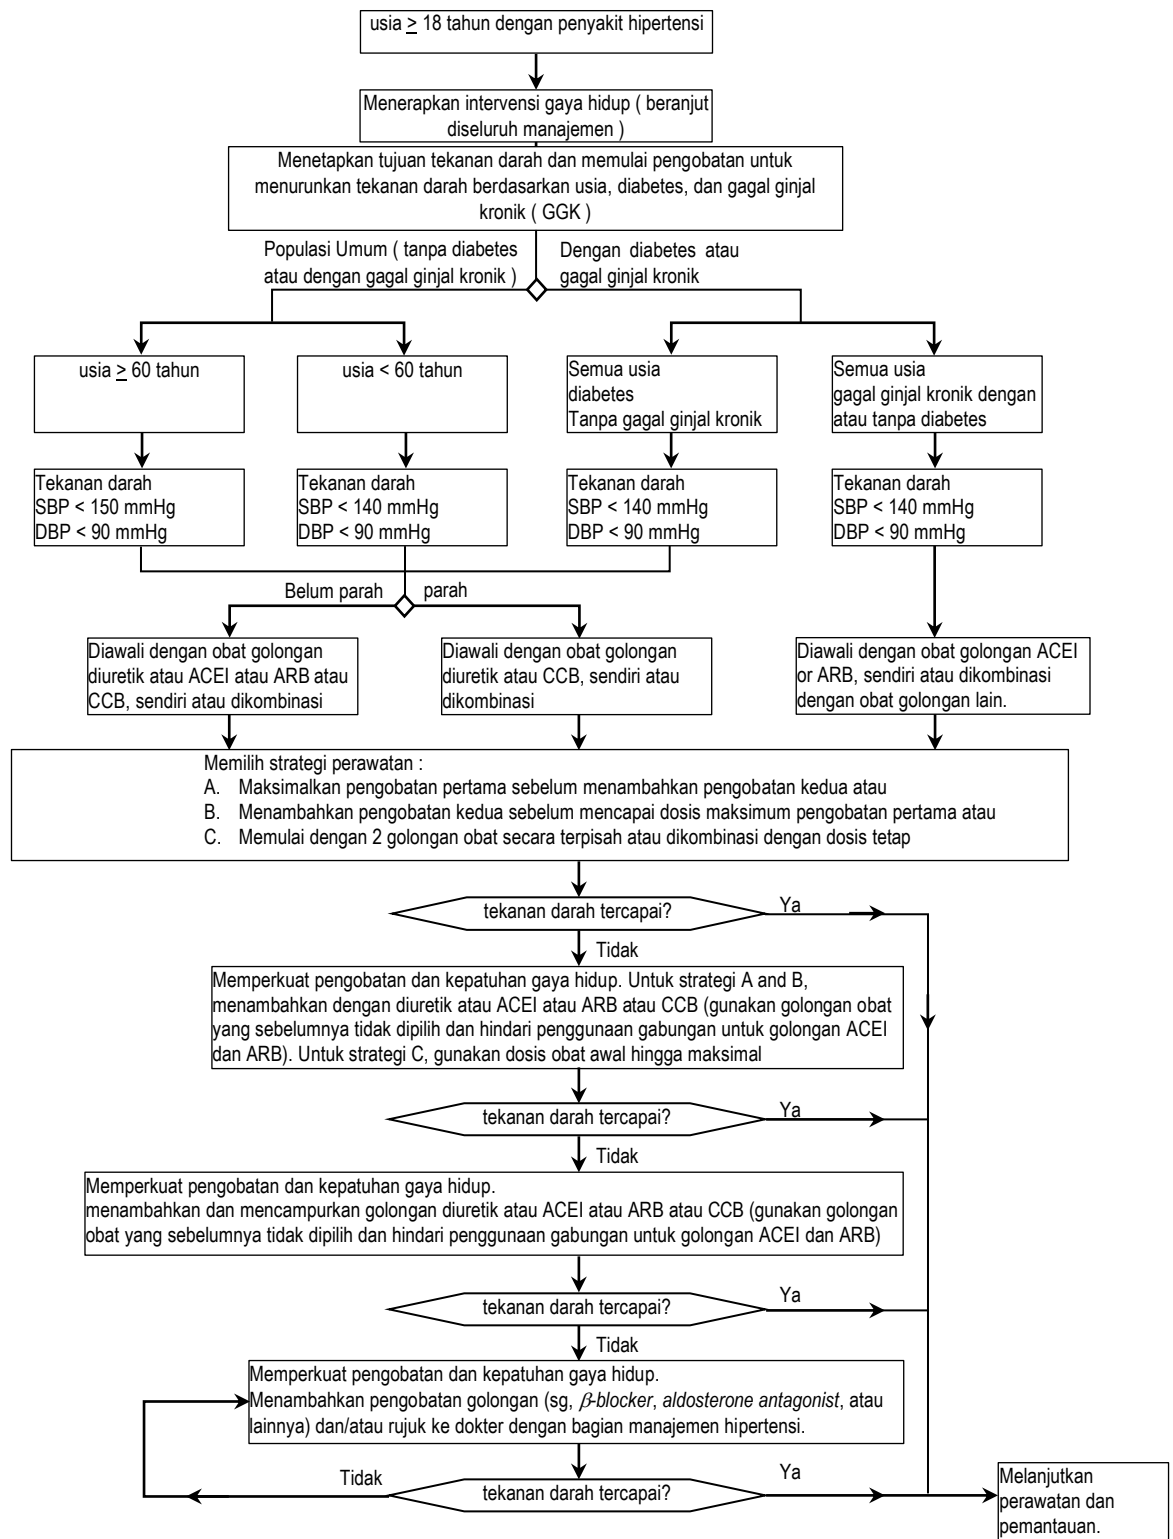 usia ≥ 18 tahun dengan penyakit hipertensi
Menerapkan intervensi gaya hidup ( beranjut
diseluruh manajemen )
Menetapkan tujuan tekanan darah dan memulai pengobatan untuk
menurunkan tekanan darah berdasarkan usia, diabetes, dan gagal ginjal
kronik ( GGK )
Populasi Umum ( tanpa diabetes
atau dengan gagal ginjal kronik )
Dengan diabetes atau
gagal ginjal kronik
usia ≥ 60 tahun
usia < 60 tahun
Semua usia
diabetes
Tanpa gagal ginjal kronik
Semua usia
gagal ginjal kronik dengan
atau tanpa diabetes
Tekanan darah
SBP < 150 mmHg
DBP < 90 mmHg
Tekanan darah
SBP < 140 mmHg
DBP < 90 mmHg
Tekanan darah
SBP < 140 mmHg
DBP < 90 mmHg
Tekanan darah
SBP < 140 mmHg
DBP < 90 mmHg
Belum parah
parah
Diawali dengan obat golongan
diuretik atau ACEI atau ARB atau
CCB, sendiri atau dikombinasi
Diawali dengan obat golongan
diuretik atau CCB, sendiri atau
dikombinasi
Diawali dengan obat golongan ACEI
or ARB, sendiri atau dikombinasi
dengan obat golongan lain.
Memilih strategi perawatan :
A. Maksimalkan pengobatan pertama sebelum menambahkan pengobatan kedua atau
B. Menambahkan pengobatan kedua sebelum mencapai dosis maksimum pengobatan pertama atau
C. Memulai dengan 2 golongan obat secara terpisah atau dikombinasi dengan dosis tetap
tekanan darah tercapai?
Ya
Tidak
Memperkuat pengobatan dan kepatuhan gaya hidup. Untuk strategi A and B,
menambahkan dengan diuretik atau ACEI atau ARB atau CCB (gunakan golongan obat
yang sebelumnya tidak dipilih dan hindari penggunaan gabungan untuk golongan ACEI
dan ARB). Untuk strategi C, gunakan dosis obat awal hingga maksimal
tekanan darah tercapai?
Ya
Tidak
Memperkuat pengobatan dan kepatuhan gaya hidup.
menambahkan dan mencampurkan golongan diuretik atau ACEI atau ARB atau CCB (gunakan golongan
obat yang sebelumnya tidak dipilih dan hindari penggunaan gabungan untuk golongan ACEI dan ARB)
tekanan darah tercapai?
Ya
Tidak
Memperkuat pengobatan dan kepatuhan gaya hidup.
Menambahkan pengobatan golongan (sg, β-blocker, aldosterone antagonist, atau
lainnya) dan/atau rujuk ke dokter dengan bagian manajemen hipertensi.
Tidak
tekanan darah tercapai?
Ya
Melanjutkan
perawatan dan
pemantauan.